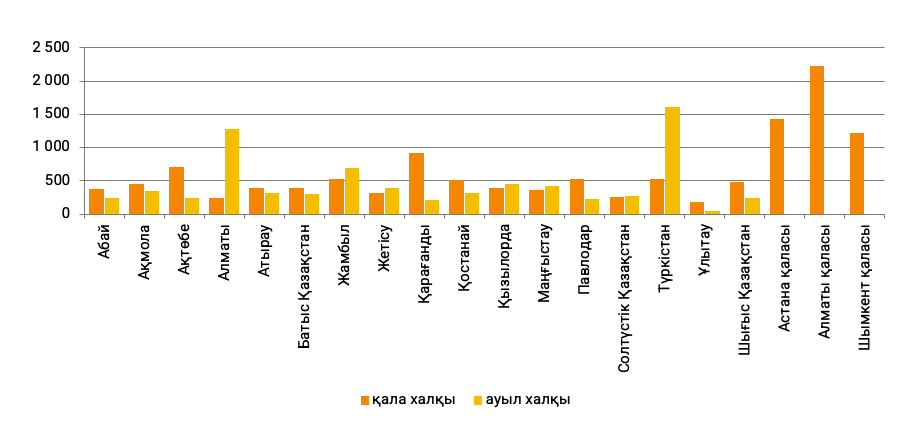 2 500
2 000
1 500
1 000
500
0
Абай
Ақмола
Ақтөбе
Алматы
Атырау
Батыс Қазақстан
Жамбыл
Жетісу
Қарағанды
Қостанай
Қызылорда
Маңғыстау
Павлодар
Солтүстік Қазақстан
Түркістан
Ұлытау
Шығыс Қазақстан
Астана қаласы
Алматы қаласы
Шымкент қаласы
қала халқы
ауыл халқы